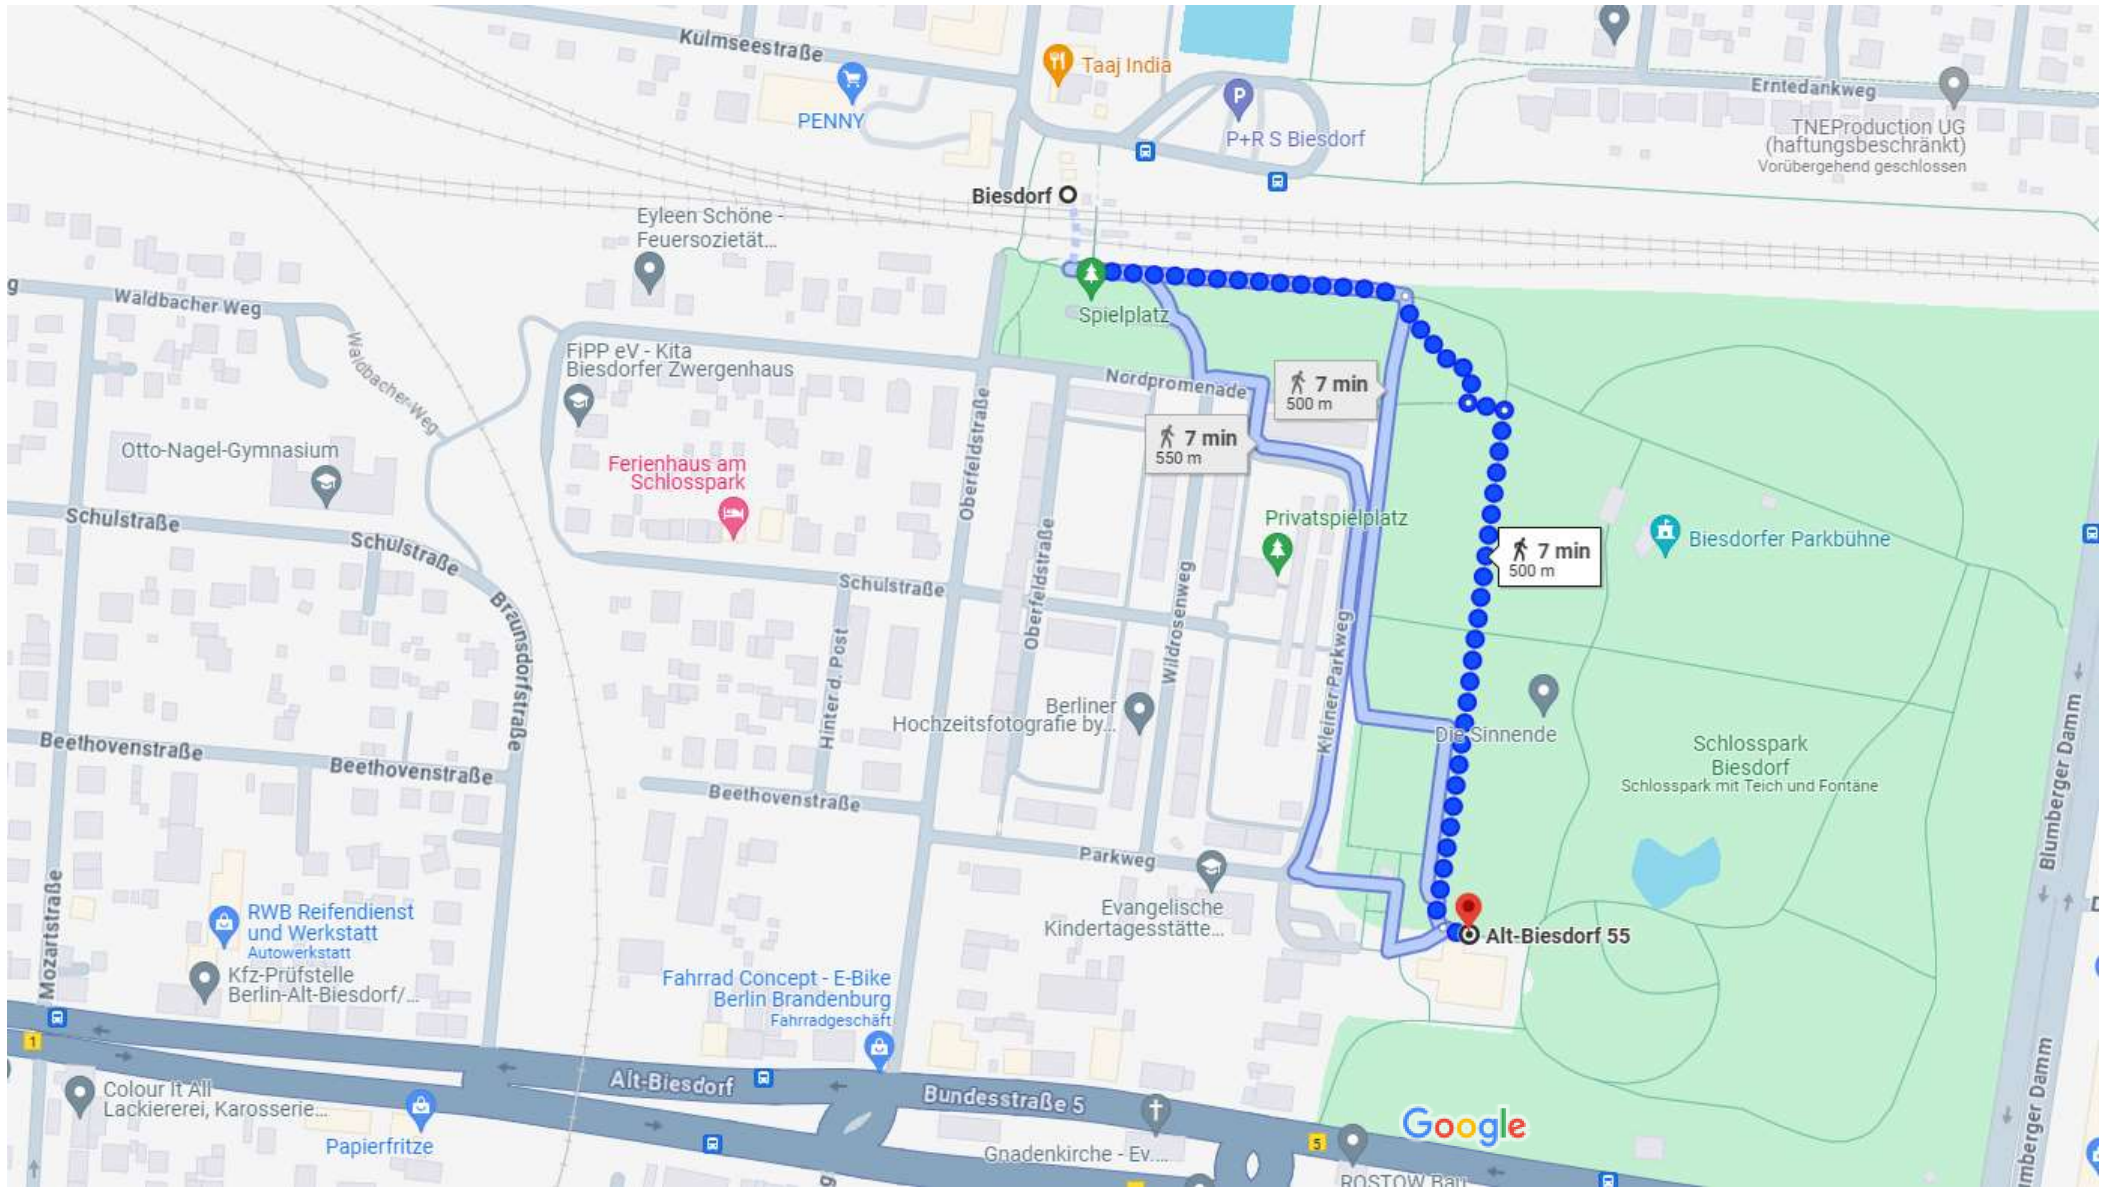 Kulmseestraße
Taaj India
PENNY
P
P+R S Biesdorf
Erntedankweg
TNEProduction UG
(haftungsbeschränkt)
Vorübergehend geschlossen
Biesdorf
Eyleen Schöne -
Feuersozietät...
g
Waldbacher Weg
Waldbacher-Weg
Spielplatz
FiPP eV - Kita
Biesdorfer Zwergenhaus
Nordpromenade
7 min
500 m
7 min
550 m
Otto-Nagel-Gymnasium
Ferienhaus am
Schlosspark
Oberfeldstraße
Schulstraße
Schulstraße
Privatspielplatz
Biesdorfer Parkbühne
7 min
500 m
Schulstraße
Oberfeldstraße
Wildrosenweg
Braunsdorfstraße
Hinter d. Post
Kleiner Parkweg
Berliner
Hochzeitsfotografie by...
Die Sinnende
Schlosspark
Biesdorf
Schlosspark mit Teich und Fontäne
Blumberger Damm
Beethovenstraße
Beethovenstraße
Beethovenstraße
Parkweg
Mozartstraße
RWB Reifendienst
und Werkstatt
Autowerkstatt
Evangelische
Kindertagesstätte...
Alt-Biesdorf 55
Kfz-Prüfstelle
Berlin-Alt-Biesdorf/...
Fahrrad Concept - E-Bike
Berlin Brandenburg
Fahrradgeschäft
1
Colour It All
Lackiererei, Karosserie...
Alt-Biesdorf
Bundesstraße 5
Papierfritze
Gnadenkirche - Ev....
5
Google
ROSTOW Bau
mberger Damm